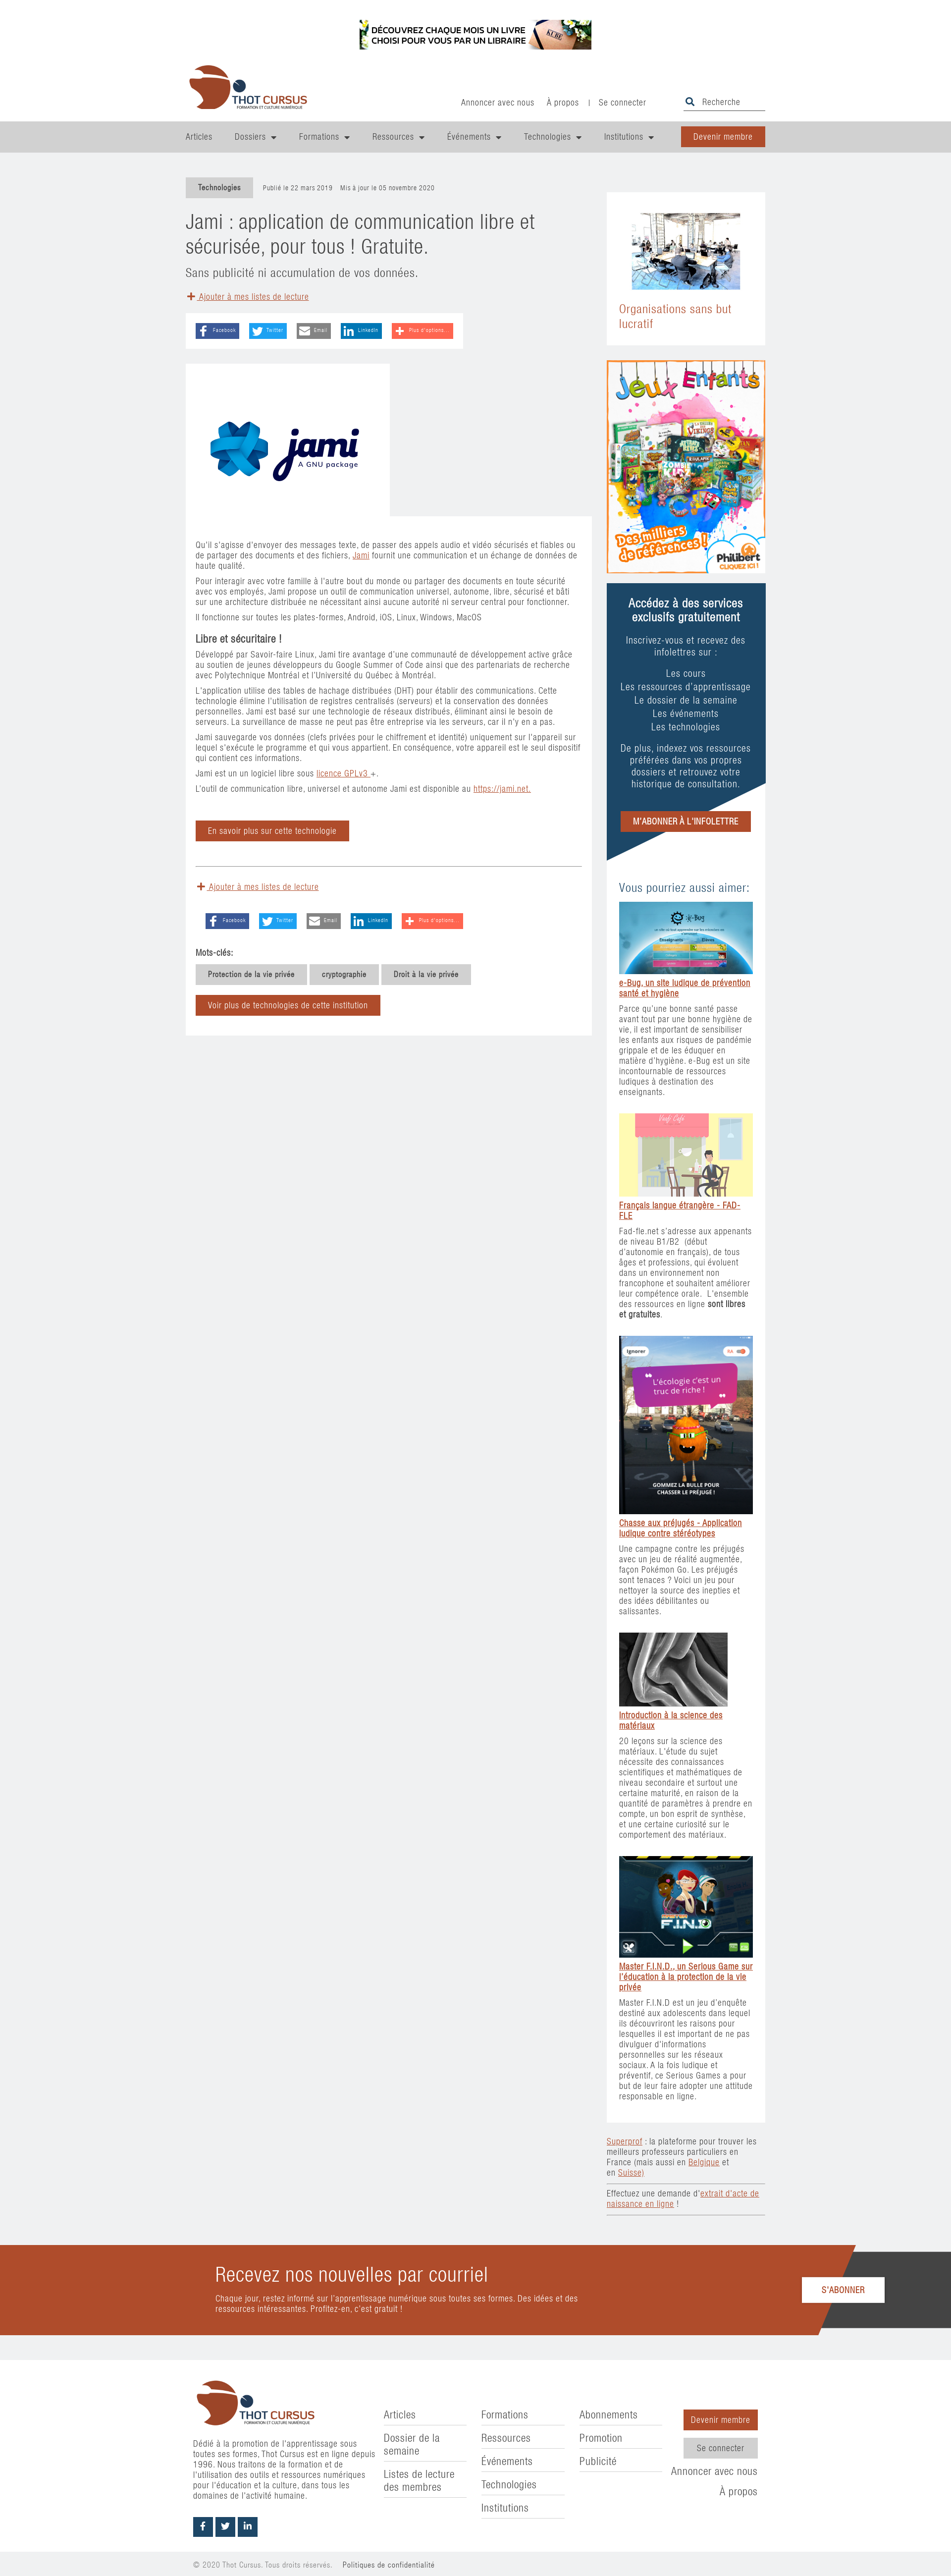 DÉCOUVREZ CHAQUE MOIS UN LIVRE
CHOISI POUR VOUS PAR UN LIBRAIRE
KUBE
THOT CURSUS
FORMATION ET CULTURE NUMÉRIQUE
Annoncer avec nous
À propos
|
Se connecter
Recherche
Articles
Dossiers
Formations
Ressources
Événements
Technologies
Institutions
Devenir membre
Technologies
Publié le 22 mars 2019
Mis à jour le 05 novembre 2020
Jami : application de communication libre et
sécurisée, pour tous ! Gratuite.
Sans publicité ni accumulation de vos données.
Ajouter à mes listes de lecture
Facebook
Twitter
Email
LinkedIn
Plus d'options...
jami
A GNU package
Qu'il s'agisse d'envoyer des messages texte, de passer des appels audio et vidéo sécurisés et fiables ou
de partager des documents et des fichiers, Jami fournit une communication et un échange de données de
haute qualité.
Pour interagir avec votre famille à l'autre bout du monde ou partager des documents en toute sécurité
avec vos employés, Jami propose un outil de communication universel, autonome, libre, sécurisé et bâti
sur une architecture distribuée ne nécessitant ainsi aucune autorité ni serveur central pour fonctionner.
Il fonctionne sur toutes les plates-formes, Android, iOS, Linux, Windows, MacOS
Libre et sécuritaire !
Développé par Savoir-faire Linux, Jami tire avantage d'une communauté de développement active grâce
au soutien de jeunes développeurs du Google Summer of Code ainsi que des partenariats de recherche
avec Polytechnique Montréal et l'Université du Québec à Montréal.
L'application utilise des tables de hachage distribuées (DHT) pour établir des communications. Cette
technologie élimine l'utilisation de registres centralisés (serveurs) et la conservation des données
personnelles. Jami est basé sur une technologie de réseaux distribués, éliminant ainsi le besoin de
serveurs. La surveillance de masse ne peut pas être entreprise via les serveurs, car il n'y en a pas.
Jami sauvegarde vos données (clefs privées pour le chiffrement et identité) uniquement sur l'appareil sur
lequel s'exécute le programme et qui vous appartient. En conséquence, votre appareil est le seul dispositif
qui contient ces informations.
Jami est un un logiciel libre sous licence GPLv3 +.
L'outil de communication libre, universel et autonome Jami est disponible au https://jami.net.
En savoir plus sur cette technologie
Ajouter à mes listes de lecture
Facebook
Twitter
Email
LinkedIn
Plus d'options...
Mots-clés:
Protection de la vie privée
cryptographie
Droit à la vie privée
Voir plus de technologies de cette institution
Organisations sans but
lucratif
Jeux Enfants
VIKINGS
Des milliers
de références !
Philibert
CLIQUEZ ICI !
Accédez à des services
exclusifs gratuitement
Inscrivez-vous et recevez des
infolettres sur :
Les cours
Les ressources d'apprentissage
Le dossier de la semaine
Les événements
Les technologies
De plus, indexez vos ressources
préférées dans vos propres
dossiers et retrouvez votre
historique de consultation.
M'ABONNER À L'INFOLETTRE
Vous pourriez aussi aimer:
e-Bug
e-Bug, un site ludique de prévention
santé et hygiène
Parce qu'une bonne santé passe
avant tout par une bonne hygiène de
vie, il est important de sensibiliser
les enfants aux risques de pandémie
grippale et de les éduquer en
matière d'hygiène. e-Bug est un site
incontournable de ressources
ludiques à destination des
enseignants.
Français langue étrangère - FAD-
FLE
Fad-fle.net s'adresse aux appenants
de niveau B1/B2 (début
d'autonomie en français), de tous
âges et professions, qui évoluent
dans un environnement non
francophone et souhaitent améliorer
leur compétence orale. L'ensemble
des ressources en ligne sont libres
et gratuites.
Ignorer
RA
L'écologie c'est un
truc de riche !
GOMMEZ LA BULLE POUR
CHASSER LE PRÉJUGÉ !
Chasse aux préjugés - Application
ludique contre stéréotypes
Une campagne contre les préjugés
avec un jeu de réalité augmentée,
façon Pokémon Go. Les préjugés
sont tenaces ? Voici un jeu pour
nettoyer la source des inepties et
des idées débilitantes ou
salissantes.
Introduction à la science des
matériaux
20 leçons sur la science des
matériaux. L'étude du sujet
nécessite des connaissances
scientifiques et mathématiques de
niveau secondaire et surtout une
certaine maturité, en raison de la
quantité de paramètres à prendre en
compte, un bon esprit de synthèse,
et une certaine curiosité sur le
comportement des matériaux.
F.I.N.D
Master F.I.N.D., un Serious Game sur
l'éducation à la protection de la vie
privée
Master F.I.N.D est un jeu d'enquête
destiné aux adolescents dans lequel
ils découvriront les raisons pour
lesquelles il est important de ne pas
divulguer d'informations
personnelles sur les réseaux
sociaux. A la fois ludique et
préventif, ce Serious Games a pour
but de leur faire adopter une attitude
responsable en ligne.
Superprof : la plateforme pour trouver les
meilleurs professeurs particuliers en
France (mais aussi en Belgique et
en Suisse)
Effectuez une demande d'extrait d'acte de
naissance en ligne !
Recevez nos nouvelles par courriel
Chaque jour, restez informé sur l'apprentissage numérique sous toutes ses formes. Des idées et des
ressources intéressantes. Profitez-en, c'est gratuit !
S'ABONNER
THOT CURSUS
FORMATION ET CULTURE NUMÉRIQUE
Dédié à la promotion de l'apprentissage sous
toutes ses formes, Thot Cursus est en ligne depuis
1996. Nous traitons de la formation et de
l'utilisation des outils et ressources numériques
pour l'éducation et la culture, dans tous les
domaines de l'activité humaine.
Articles
Dossier de la
semaine
Listes de lecture
des membres
Formations
Ressources
Événements
Technologies
Institutions
Abonnements
Promotion
Publicité
Devenir membre
Se connecter
Annoncer avec nous
À propos
© 2020 Thot Cursus. Tous droits réservés.
Politiques de confidentialité